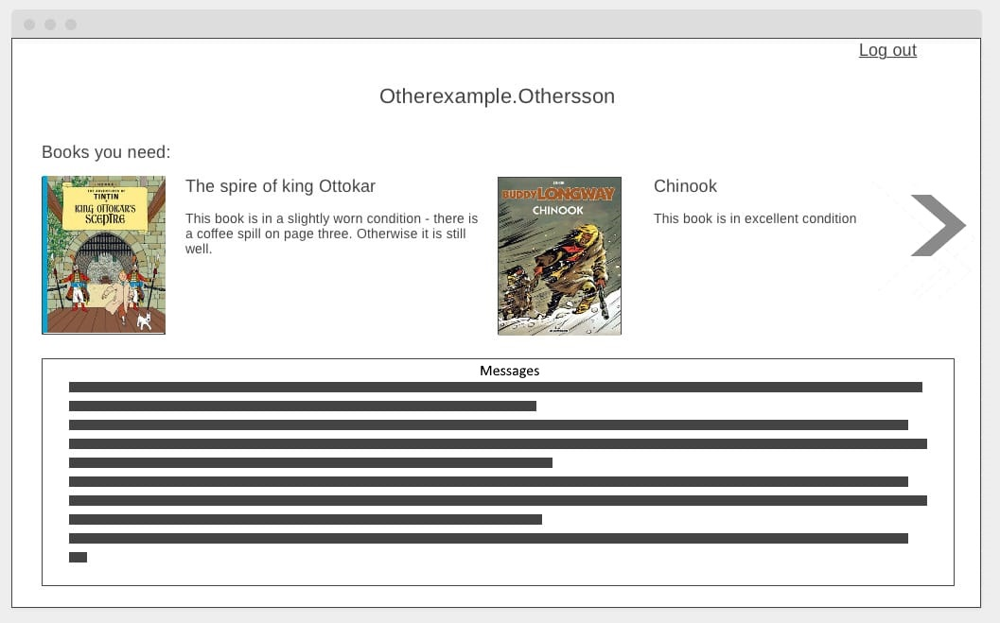 Log out
Otherexample.Othersson
Books you need:
HERGÉ
THE ADVENTURES OF
TINTIN
KING OTTOKAR'S
SCEPTRE
The spire of king Ottokar
This book is in a slightly worn condition - there is
a coffee spill on page three. Otherwise it is still
well.
BUDDY LONGWAY
CHINOOK
Chinook
This book is in excellent condition
Messages